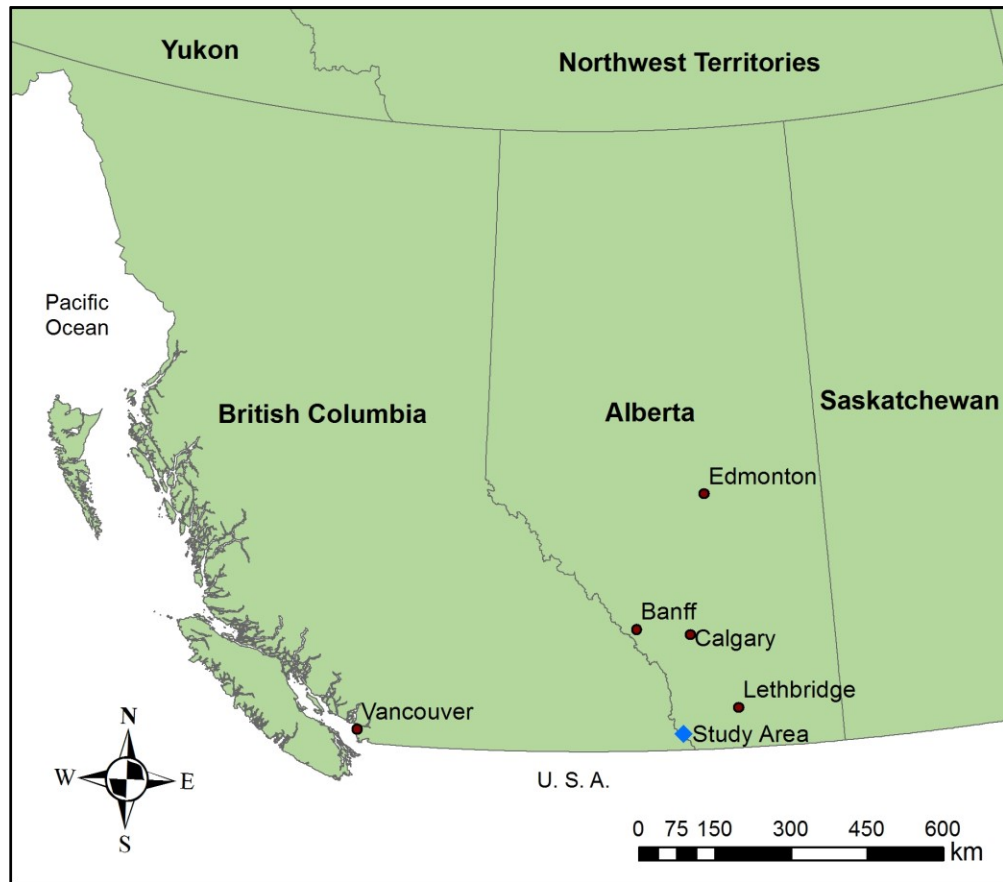 Yukon
Northwest Territories
Pacific
Ocean
British Columbia
Alberta
Saskatchewan
Edmonton
Banff
Calgary
Lethbridge
Vancouver
Study Area
N
W
E
S
U. S. A.
0 75 150 300 450 600
km